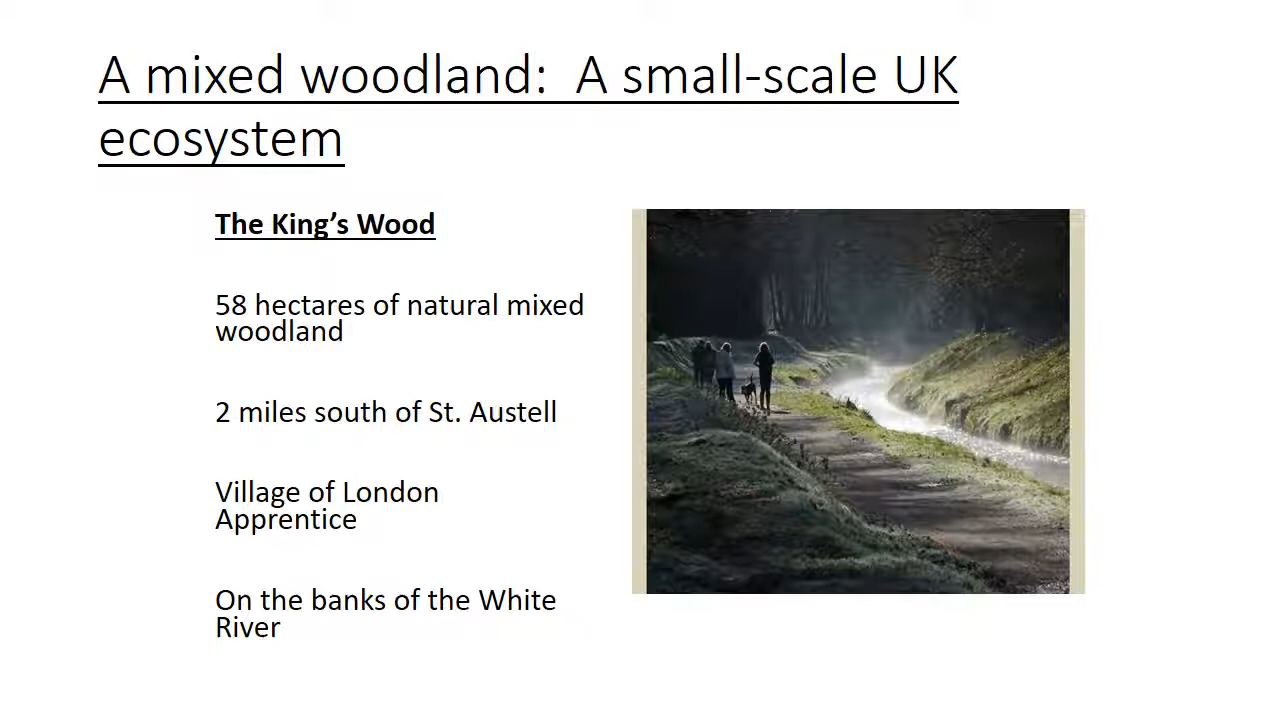 A mixed woodland:  A small-scale UK
ecosystem
The King’s Wood
58 hectares of natural mixed
woodland
2 miles south of St. Austell
Village of London
Apprentice
On the banks of the White
River